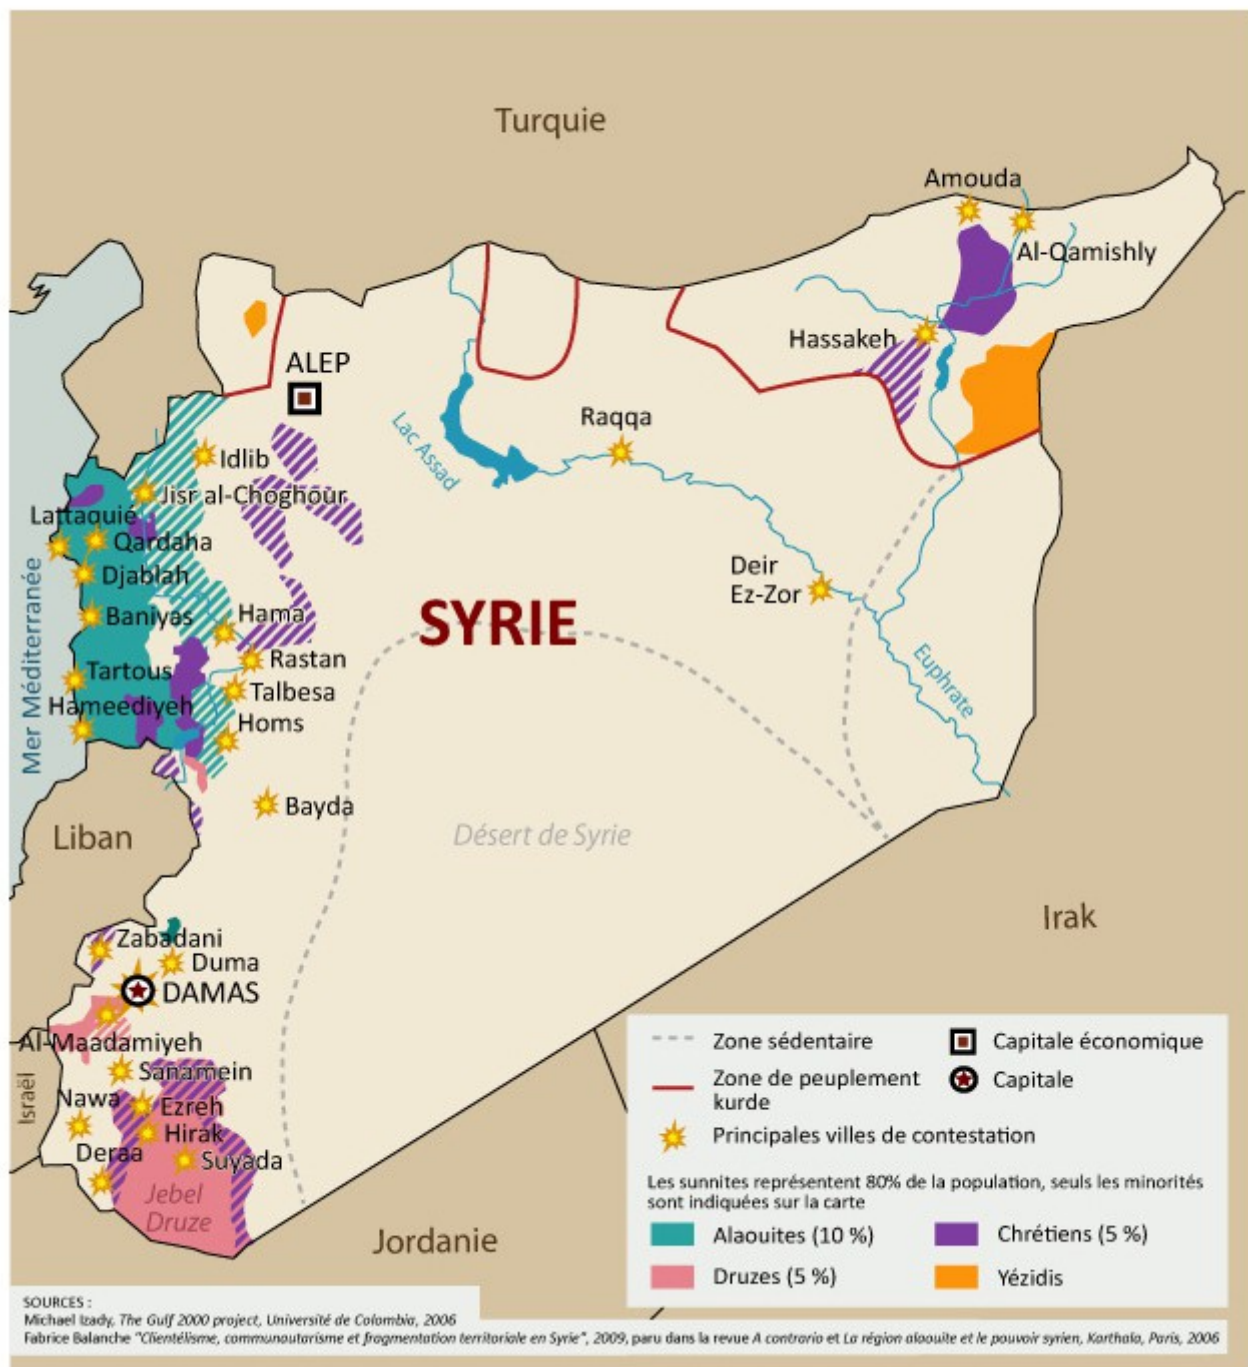 Turquie
Amouda
Al-Qamishly
Hassakeh
ALEP
Raqqa
Lac Assad
Idlib
Jisr al-Choghour
Lattaquié
Qardaha
Djablah
Deir
Ez-Zor
Baniyas
Hama
SYRIE
Mer Méditerranée
Rastan
Tartous
Talbesa
Hameediyeh
Homs
Euphrate
Bayda
Liban
Désert de Syrie
Irak
Zabadani
Duma
DAMAS
Al-Maadamiyeh
Sanamein
Israël
Nawa
Ezreh
Hirak
Deraa
Suyada
Jebel
Druze
Jordanie
Zone sédentaire
Capitale économique
Zone de peuplement
kurde
Capitale
Principales villes de contestation
Les sunnites représentent 80% de la population, seuls les minorités
sont indiquées sur la carte
Alaouites (10 %)
Chrétiens (5 %)
Druzes (5 %)
Yézidis
SOURCES :
Michael Izady, The Gulf 2000 project, Université de Colombia, 2006
Fabrice Balanche "Clientélisme, communautarisme et fragmentation territoriale en Syrie", 2009, paru dans la revue A contrario et La région alaouite et le pouvoir syrien, Karthala, Paris, 2006